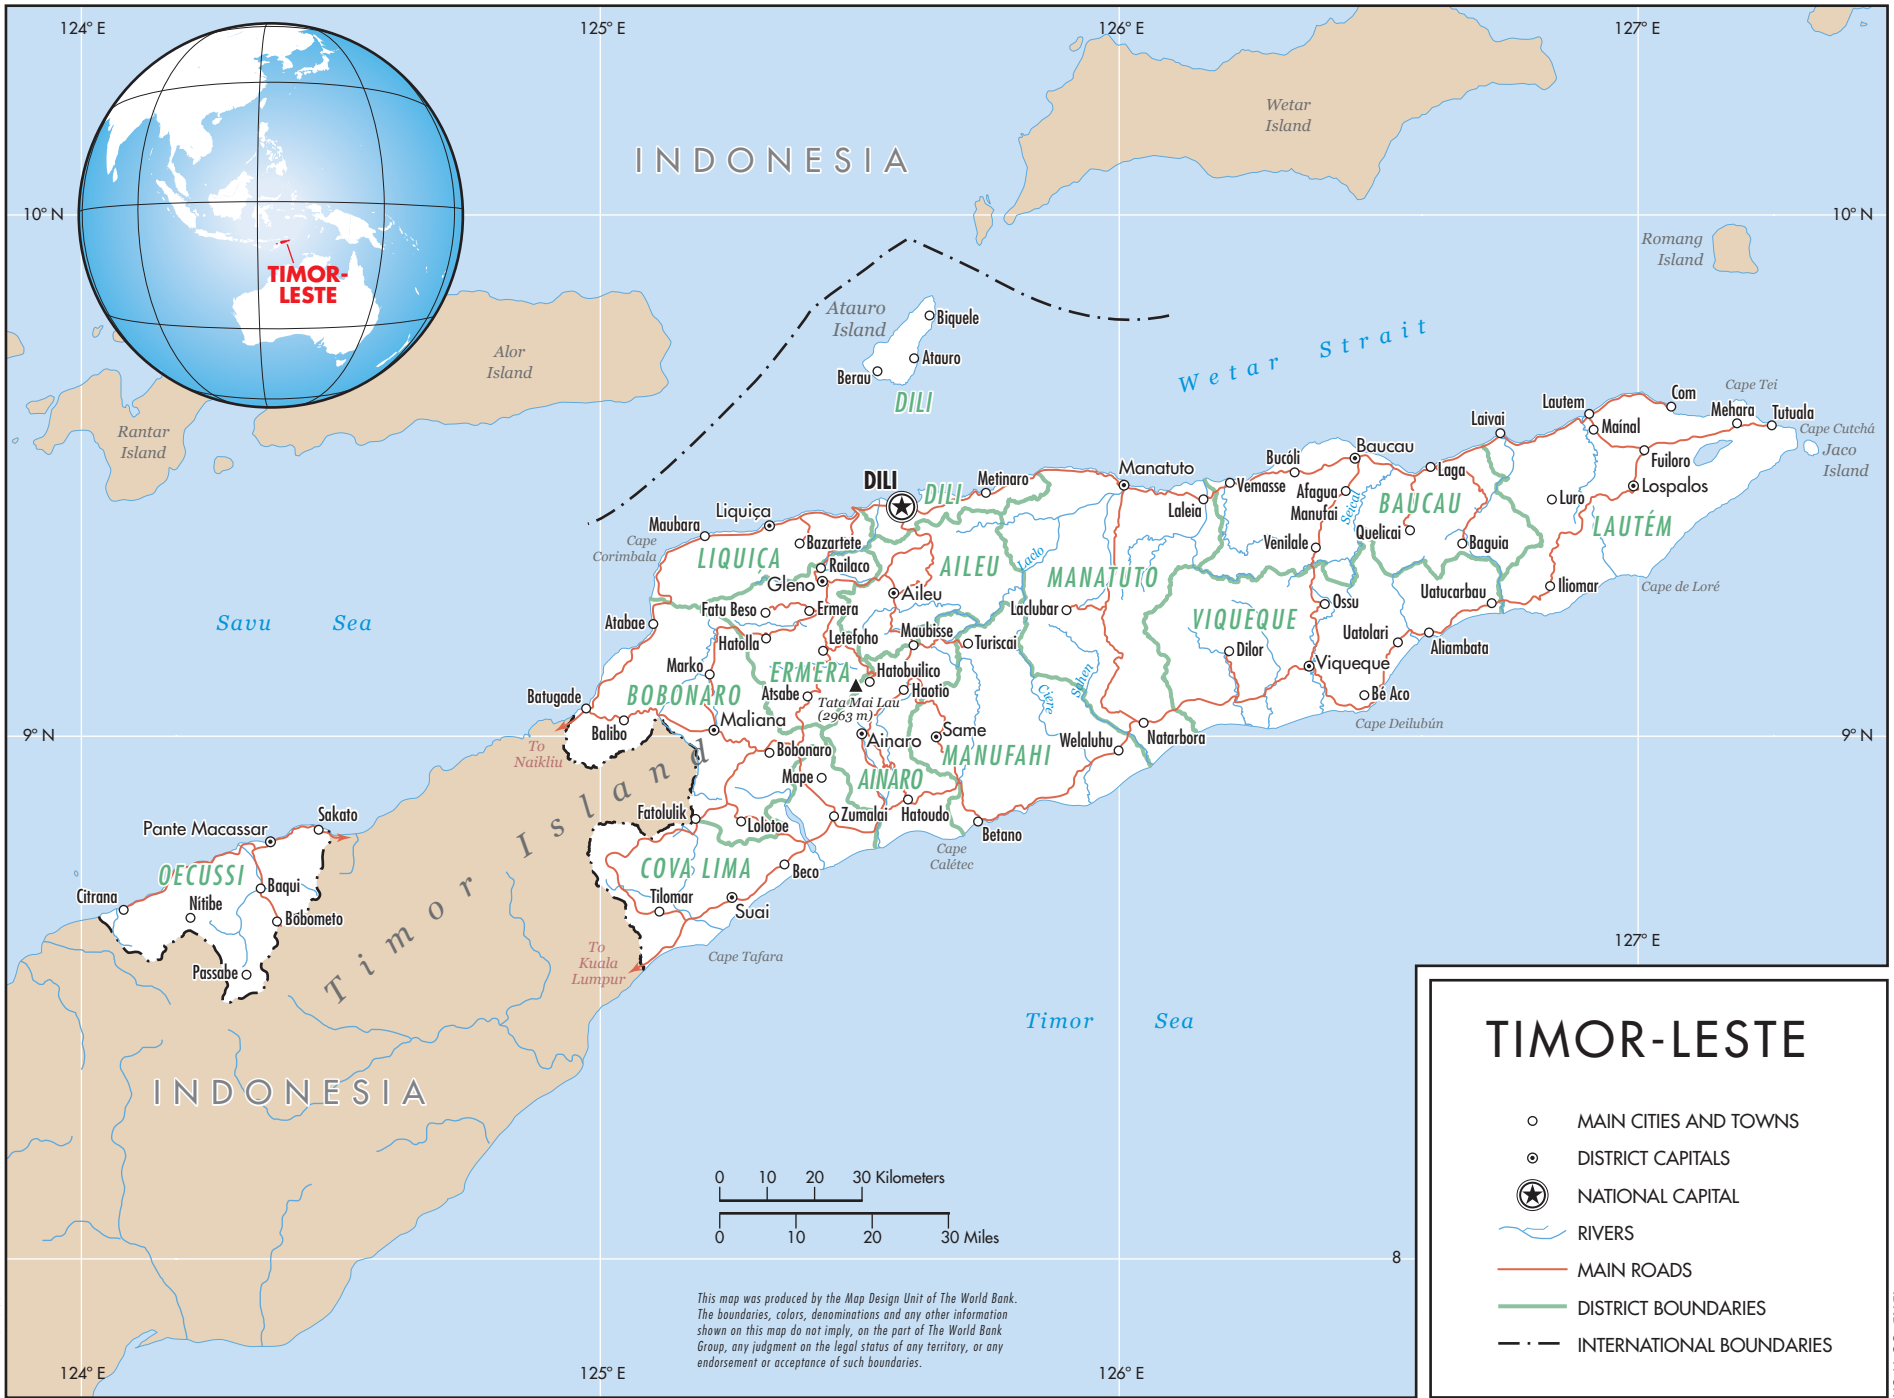 124° E
125° E
126° E
127° E
Wetar
Island
INDONESIA
10° N
10° N
Romang
Island
TIMOR-
LESTE
Atauro
Island
Biquele
Atauro
Berau
DILI
Wetar Strait
Alor
Island
Rantar
Island
Cape Tei
Com
Lautem
Mehara
Tutuala
Laivai
Maínal
Cape Cutchá
Jaco
Island
Fuiloro
Baucau
Bucóli
Laga
Lospalos
Manatuto
Metinaro
DILI
DILI
Vemasse
Afagua
Manufai
Seical
BAUCAU
Luro
LAUTÉM
Laleia
Liquiça
Maubara
Cape
Corimbala
Bazartete
LIQUIÇA
Railaco
Gleno
AILEU
Laclo
MANATUTO
Venilale
Quelicai
Baguia
Iliomar
Cape de Loré
Uatucarbau
Aileu
Fatu Beso
Ermera
Laclubar
VIQUEQUE
Ossu
Savu Sea
Atabae
Hatolla
Letefoho
Maubisse
Turiscai
Dilor
Uatolari
Aliambata
Viqueque
Marko
ERMERA
Hatobuilico
Haotio
Atsabe
Tata Mai Lau
(2963 m)
BOBONARO
Batugade
Cleré
Sahen
Bé Aco
Cape Deilubún
Balibo
Maliana
Ainaro
Same
Welaluhu
Natarbora
9° N
9° N
To
Naikliu
Bobonaro
MANUFAHI
Mape
AINARO
Timor Island
Fatolulik
Lolotoe
Zumalai
Hatoudo
Betano
Sakato
Pante Macassar
Cape
Calétec
OECUSSI
COVA LIMA
Beco
Baqui
Citrana
Nitibe
Bobometo
Tilomar
Suai
Passabe
To
Kuala
Lumpur
Cape Tafara
127° E
Timor Sea
INDONESIA
TIMOR-LESTE
MAIN CITIES AND TOWNS
DISTRICT CAPITALS
NATIONAL CAPITAL
RIVERS
MAIN ROADS
DISTRICT BOUNDARIES
INTERNATIONAL BOUNDARIES
0 10 20 30 Kilometers
0 10 20 30 Miles
8
This map was produced by the Map Design Unit of The World Bank.
The boundaries, colors, denominations and any other information
shown on this map do not imply, on the part of The World Bank
Group, any judgment on the legal status of any territory, or any
endorsement or acceptance of such boundaries.
124° E
125° E
126° E